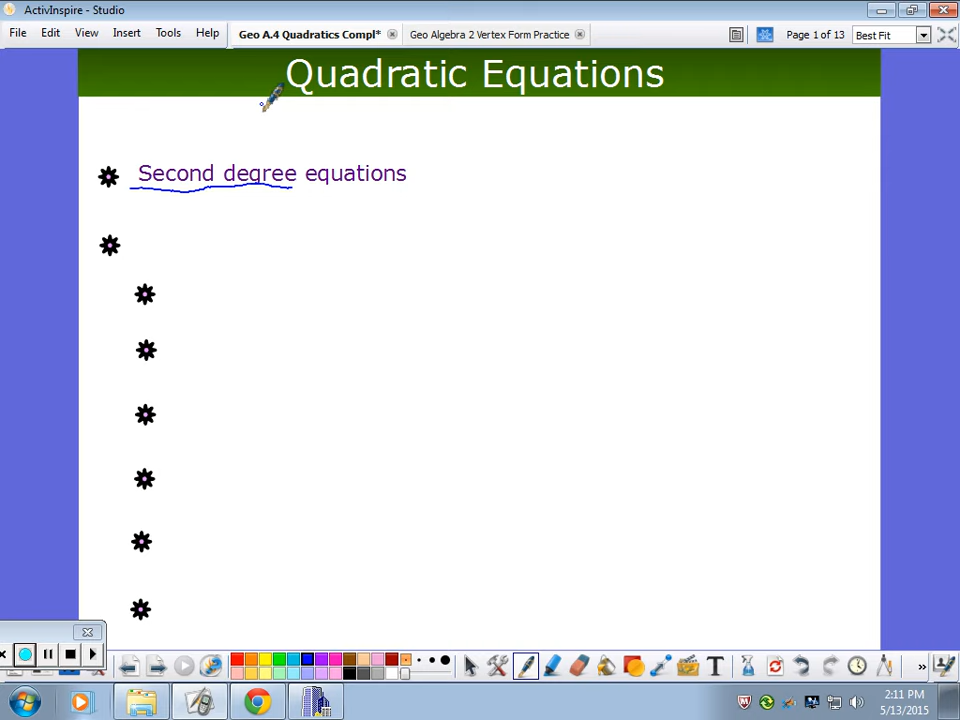 ActivInspire - Studio
File Edit View Insert Tools Help
Geo A.4 Quadratics Compl* Geo Algebra 2 Vertex Form Practice
Page 1 of 13 Best Fit
Quadratic Equations
Second degree equations
T
»
2:11 PM
5/13/2015